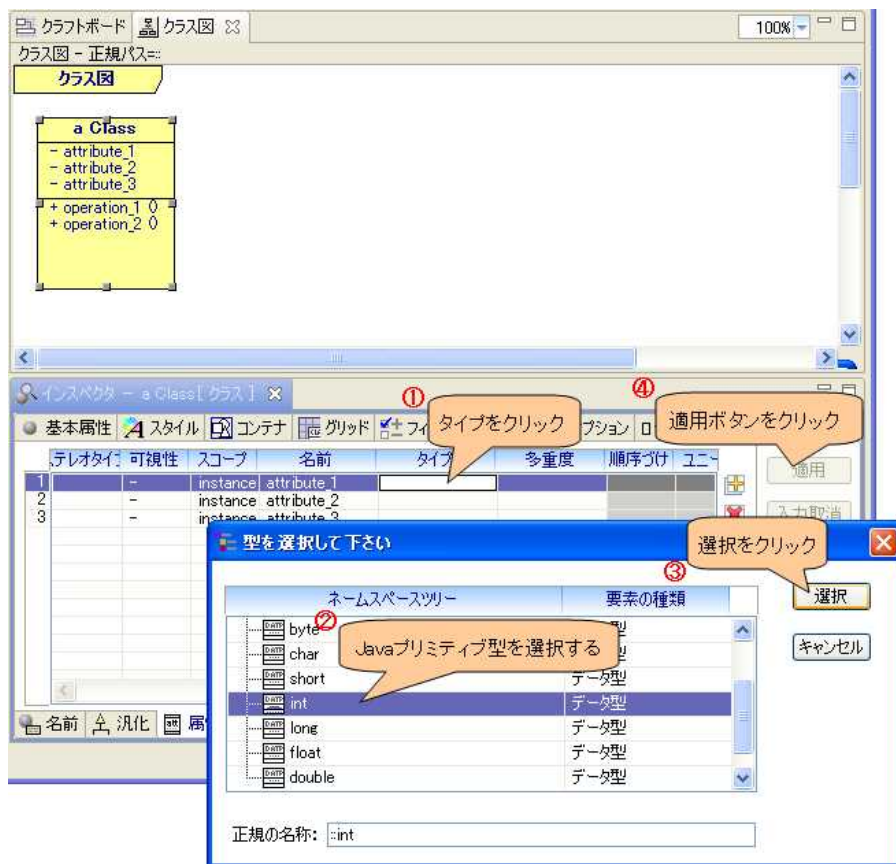 クラフトボード クラス図
100%
クラス図 - 正規パス=::
クラス図
a Class
- attribute_1
- attribute_2
- attribute_3
+ operation_1 ()
+ operation_2 ()
インスペクタ - a Class[ クラス ]
① ④
基本属性 スタイル コンテナ グリッド フィ プション ロ
タイプをクリック
適用ボタンをクリック
テレオタイ 可視性 スコープ 名前 タイプ 多重度 順序づけ ユニー
適用
1 - instance attribute_1
2 - instance attribute_2
3 - instance attribute_3
入力取消
型を選択して下さい
選択をクリック
③
ネームスペースツリー 要素の種類
選択
②
byte 型
Javaプリミティブ型を選択する
キャンセル
char 型
short データ型
int データ型
long データ型
float データ型
double データ型
名前 汎化 属
正規の名称: ::int